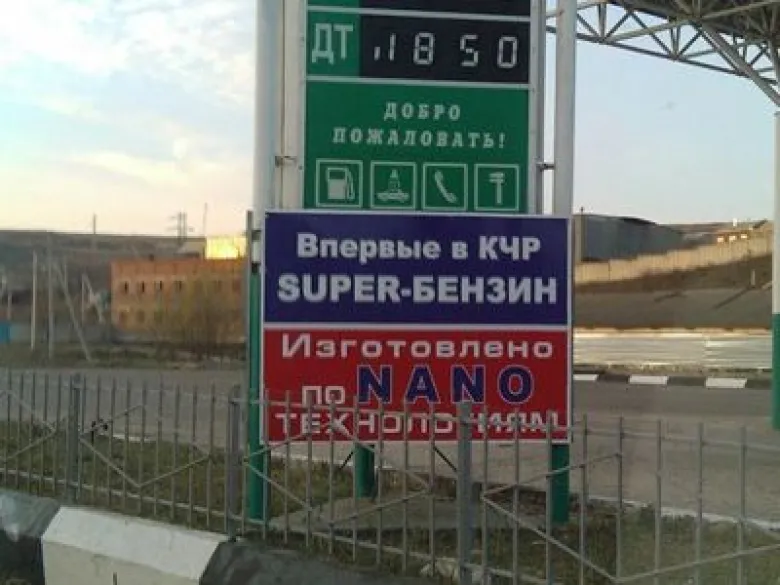 ДТ 18 50
ДОБРО
ПОЖАЛОВАТЬ!
Впервые в КЧР
SUPER-БЕНЗИН
Изготовлено
по NANO
технологиям